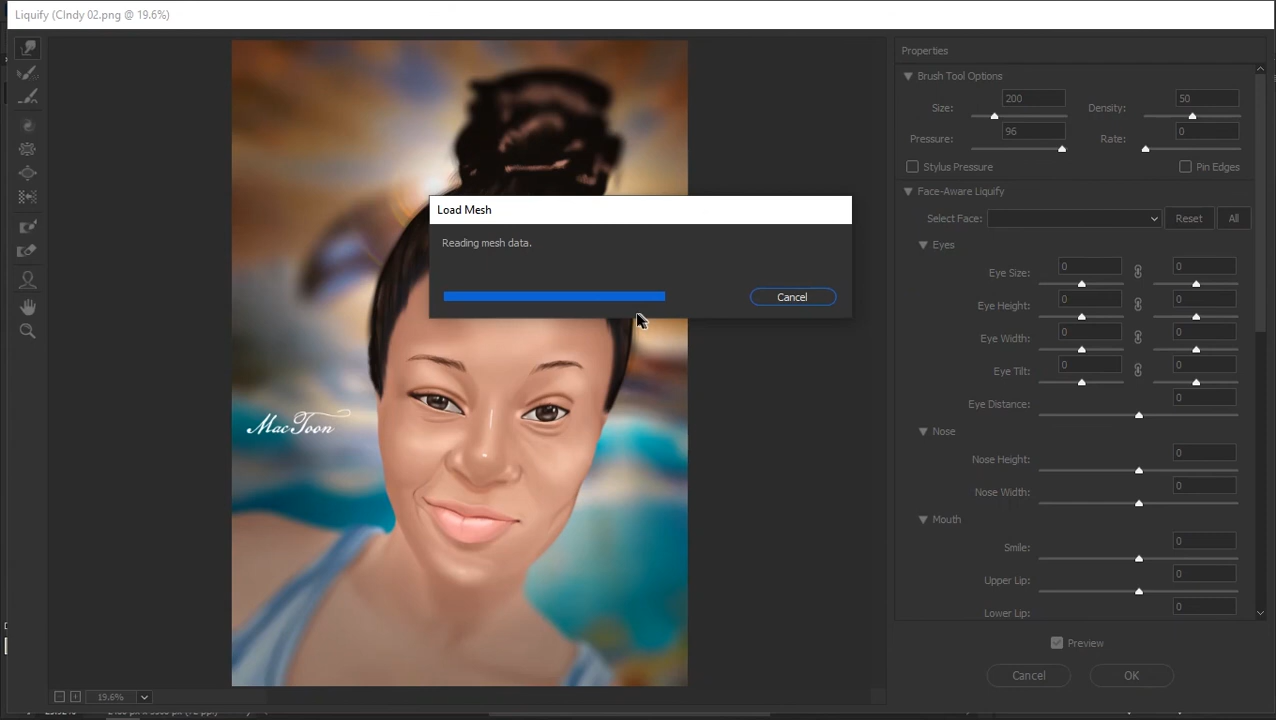 Liquify (CIndy 02.png @ 19.6%)
Properties
Brush Tool Options
Size: 200
Density: 50
Pressure: 96
Rate: 0
Stylus Pressure
Pin Edges
Face-Aware Liquify
Select Face:
Reset
All
Load Mesh
Reading mesh data.
Cancel
Eyes
Eye Size: 0 0
Eye Height: 0 0
Eye Width: 0 0
Eye Tilt: 0 0
Eye Distance: 0
Nose
Nose Height: 0
Nose Width: 0
Mouth
Smile: 0
Upper Lip: 0
Lower Lip: 0
MacToon
Preview
Cancel
OK
19.6%